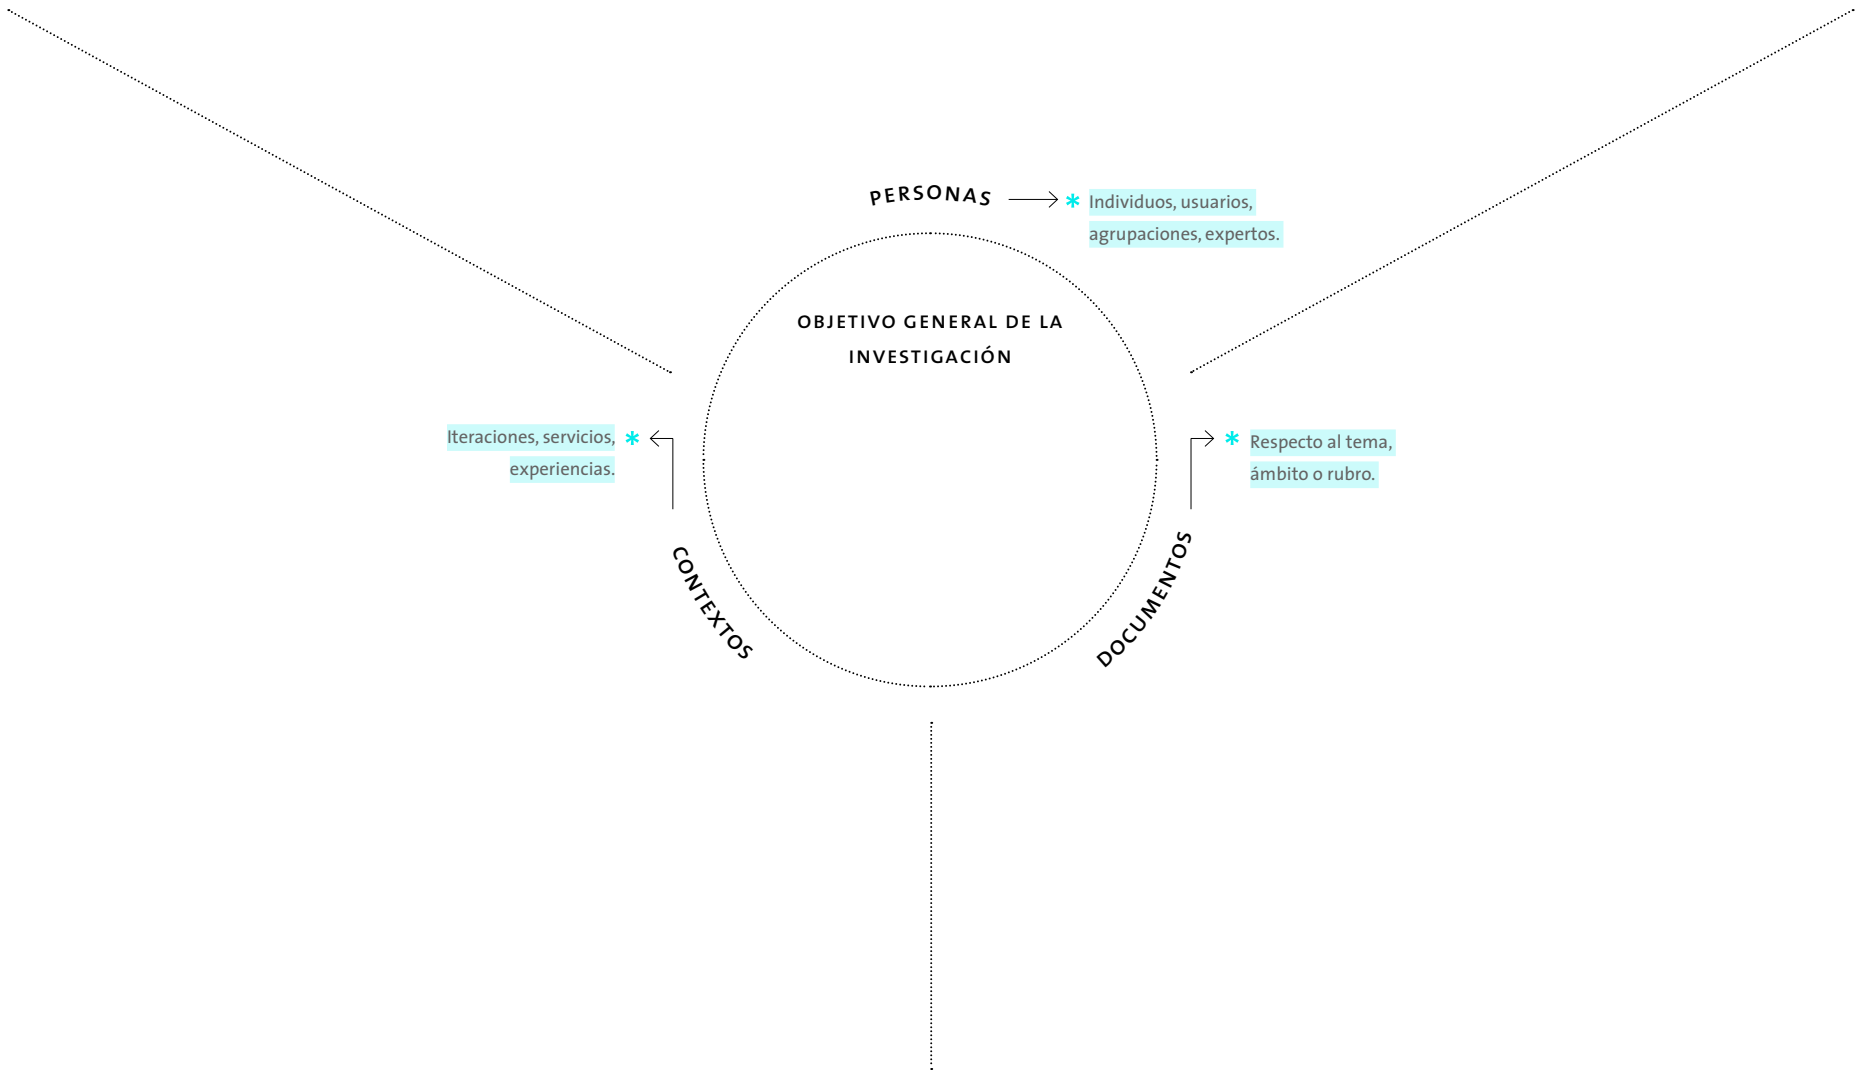 PERSONAS
* Individuos, usuarios,
agrupaciones, expertos.
OBJETIVO GENERAL DE LA
INVESTIGACIÓN
Iteraciones, servicios, *
experiencias.
* Respecto al tema,
ámbito o rubro.
CONTEXTOS
DOCUMENTOS